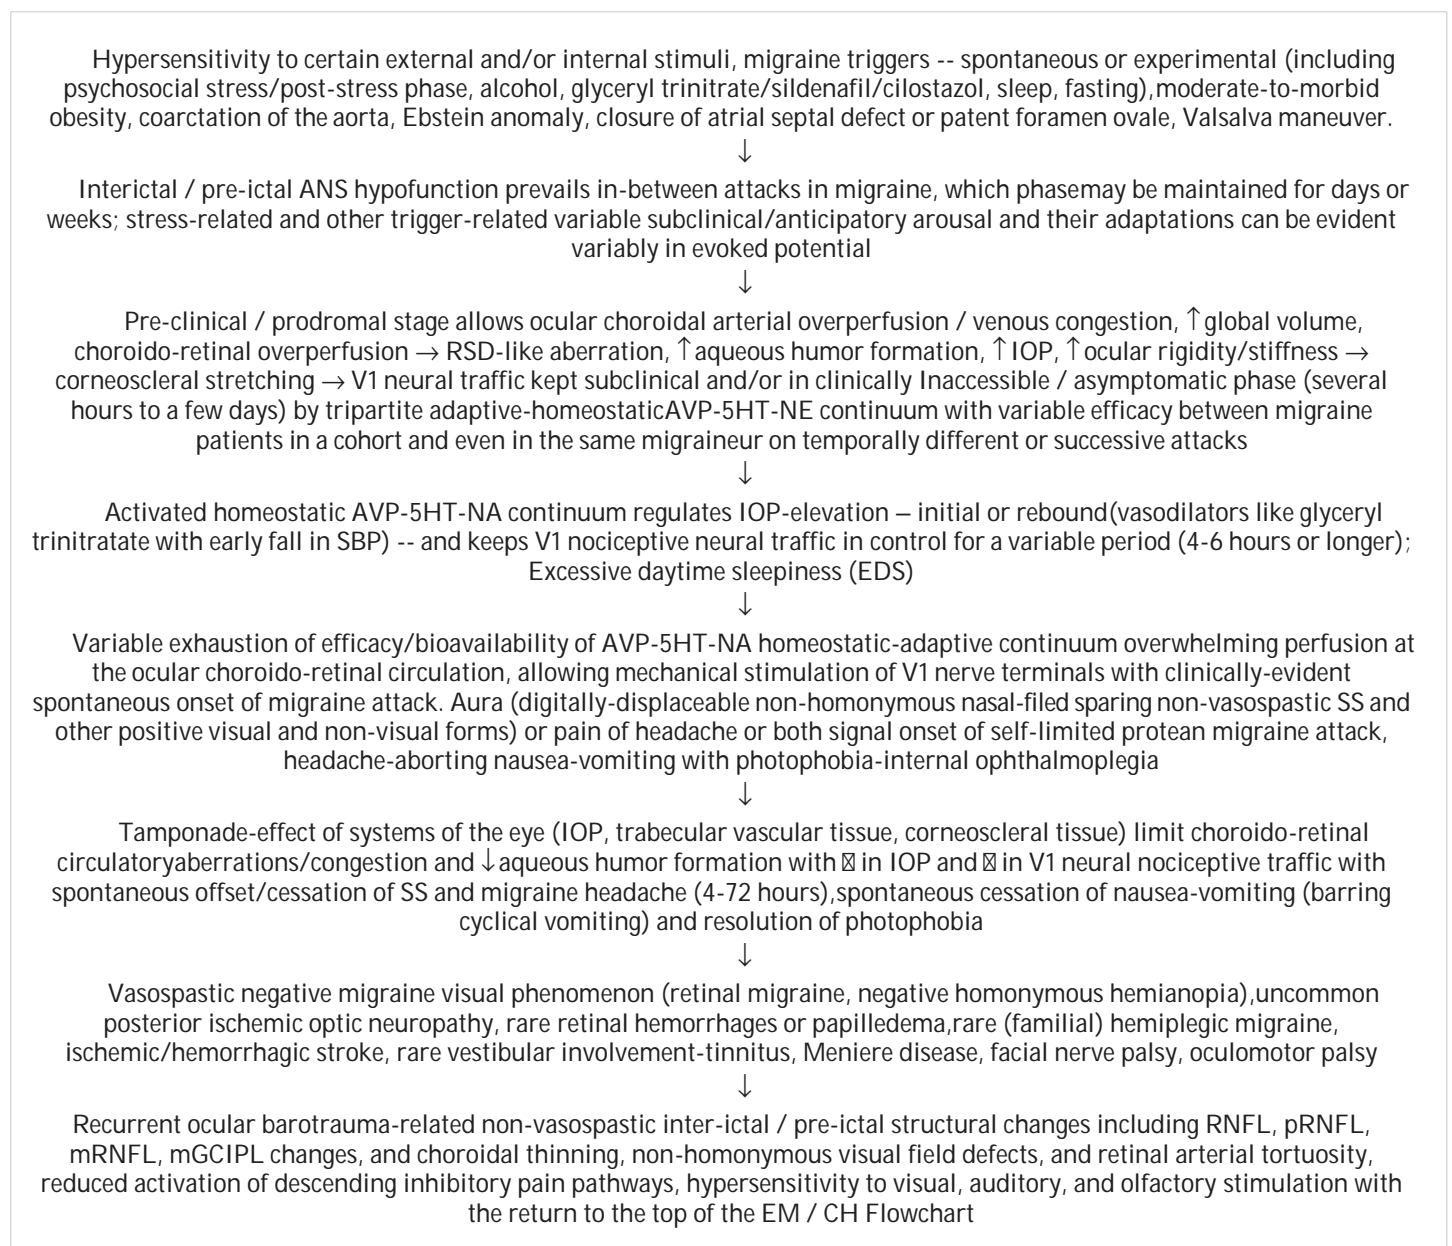 Hypersensitivity to certain external and/or internal stimuli, migraine triggers -- spontaneous or experimental (including
psychosocial stress/post-stress phase, alcohol, glyceryl trinitrate/sildenafil/cilostazol, sleep, fasting),moderate-to-morbid
obesity, coarctation of the aorta, Ebstein anomaly, closure of atrial septal defect or patent foramen ovale, Valsalva maneuver.
↓
Interictal / pre-ictal ANS hypofunction prevails in-between attacks in migraine, which phasemay be maintained for days or
weeks; stress-related and other trigger-related variable subclinical/anticipatory arousal and their adaptations can be evident
variably in evoked potential
↓
Pre-clinical / prodromal stage allows ocular choroidal arterial overperfusion / venous congestion, ↑global volume,
choroido-retinal overperfusion → RSD-like aberration, ↑aqueous humor formation, ↑IOP, ↑ocular rigidity/stiffness →
corneoscleral stretching → V1 neural traffic kept subclinical and/or in clinically Inaccessible / asymptomatic phase (several
hours to a few days) by tripartite adaptive-homeostaticAVP-5HT-NE continuum with variable efficacy between migraine
patients in a cohort and even in the same migraineur on temporally different or successive attacks
↓
Activated homeostatic AVP-5HT-NA continuum regulates IOP-elevation – initial or rebound(vasodilators like glyceryl
trinitratate with early fall in SBP) -- and keeps V1 nociceptive neural traffic in control for a variable period (4-6 hours or longer);
Excessive daytime sleepiness (EDS)
↓
Variable exhaustion of efficacy/bioavailability of AVP-5HT-NA homeostatic-adaptive continuum overwhelming perfusion at
the ocular choroido-retinal circulation, allowing mechanical stimulation of V1 nerve terminals with clinically-evident
spontaneous onset of migraine attack. Aura (digitally-displaceable non-homonymous nasal-filed sparing non-vasospastic SS and
other positive visual and non-visual forms) or pain of headache or both signal onset of self-limited protean migraine attack,
headache-aborting nausea-vomiting with photophobia-internal ophthalmoplegia
↓
Tamponade-effect of systems of the eye (IOP, trabecular vascular tissue, corneoscleral tissue) limit choroido-retinal
circulatoryaberrations/congestion and ↓aqueous humor formation with  in IOP and  in V1 neural nociceptive traffic with
spontaneous offset/cessation of SS and migraine headache (4-72 hours),spontaneous cessation of nausea-vomiting (barring
cyclical vomiting) and resolution of photophobia
↓
Vasospastic negative migraine visual phenomenon (retinal migraine, negative homonymous hemianopia),uncommon
posterior ischemic optic neuropathy, rare retinal hemorrhages or papilledema,rare (familial) hemiplegic migraine,
ischemic/hemorrhagic stroke, rare vestibular involvement-tinnitus, Meniere disease, facial nerve palsy, oculomotor palsy
↓
Recurrent ocular barotrauma-related non-vasospastic inter-ictal / pre-ictal structural changes including RNFL, pRNFL,
mRNFL, mGCIPL changes, and choroidal thinning, non-homonymous visual field defects, and retinal arterial tortuosity,
reduced activation of descending inhibitory pain pathways, hypersensitivity to visual, auditory, and olfactory stimulation with
the return to the top of the EM / CH Flowchart